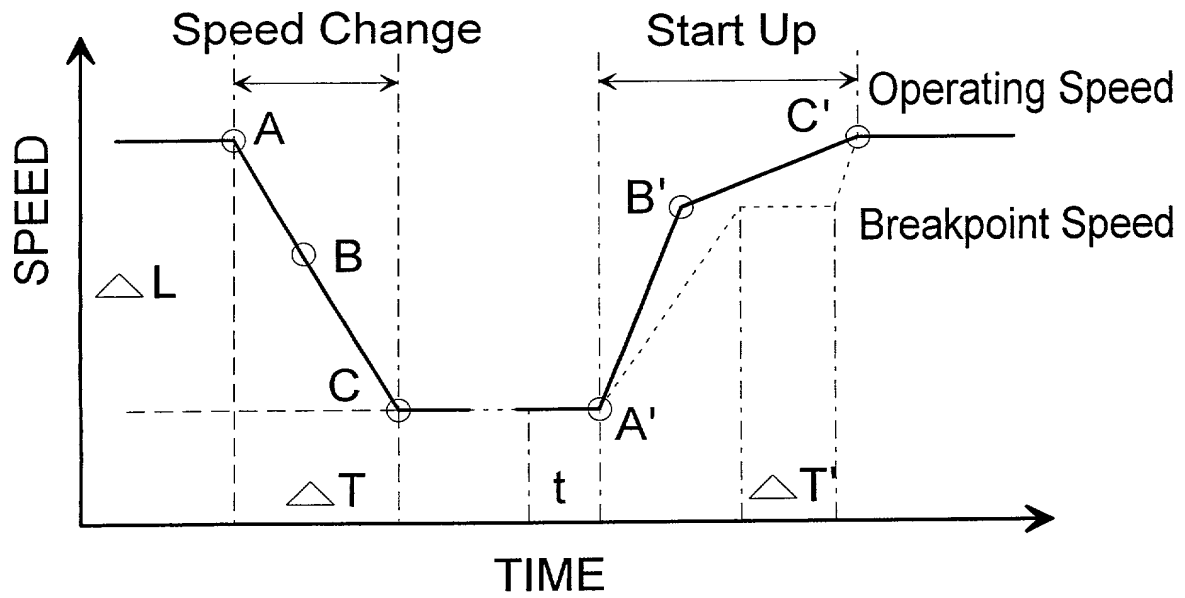 Speed Change
Start Up
Operating Speed
A
C'
B'
Breakpoint Speed
B
SPEED
△L
C
A'
△T
t
△T'
TIME